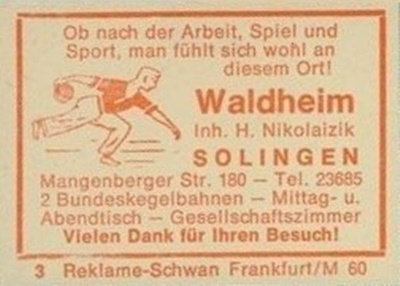 Ob nach der Arbeit, Spiel und
Sport, man fühlt sich wohl an
diesem Ort!
Waldheim
Inh. H. Nikolaizik
SOLINGEN
Mangenberger Str. 180 — Tel. 23685
2 Bundeskegelbahnen — Mittag- u.
Abendtisch — Gesellschaftszimmer
Vielen Dank für Ihren Besuch!
3 Reklame-Schwan Frankfurt/M 60